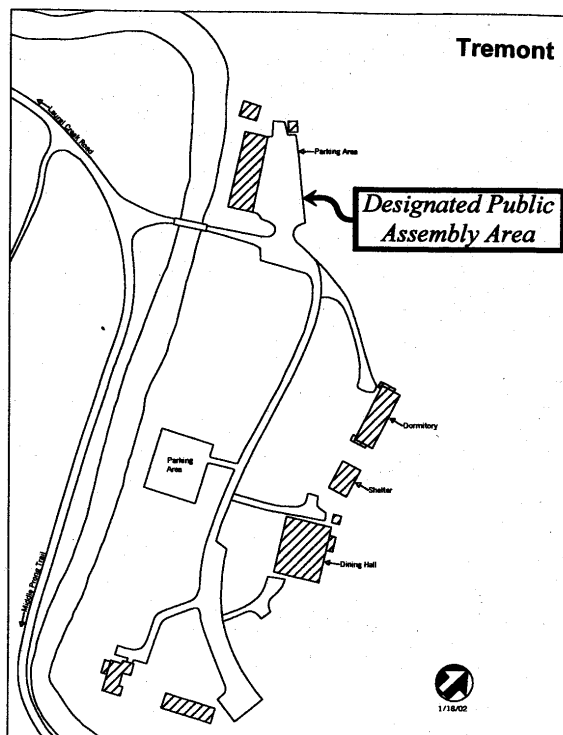 Tremont
Laurel Creek Road
Parking Area
Designated Public
Assembly Area
Dormitory
Parking
Area
Shelter
Dining Hall
Middle Prong Trail
1/18/02